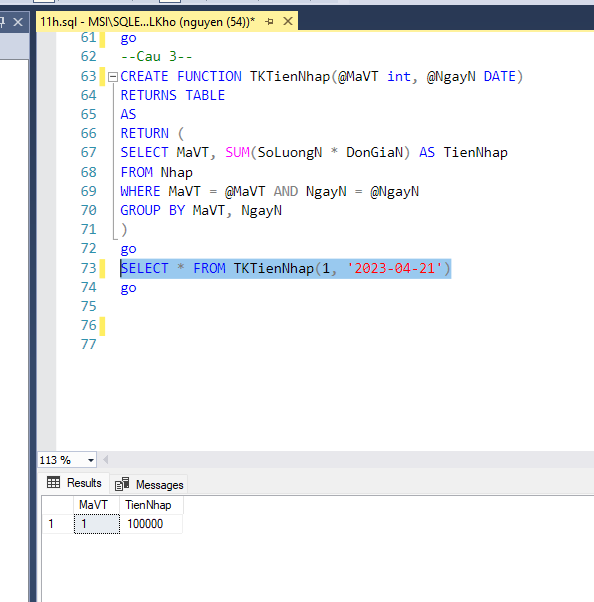 11h.sql - MSI\SQLE...LKho (nguyen (54))*
61 go
62 --Cau 3--
63 CREATE FUNCTION TKTienNhap(@MaVT int, @NgayN DATE)
64 RETURNS TABLE
65 AS
66 RETURN (
67 SELECT MaVT, SUM(SoLuongN * DonGiaN) AS TienNhap
68 FROM Nhap
69 WHERE MaVT = @MaVT AND NgayN = @NgayN
70 GROUP BY MaVT, NgayN
71 )
72 go
73 SELECT * FROM TKTienNhap(1, '2023-04-21')
74 go
75
76
77
113 %
Results Messages
MaVT TienNhap
1 1 100000